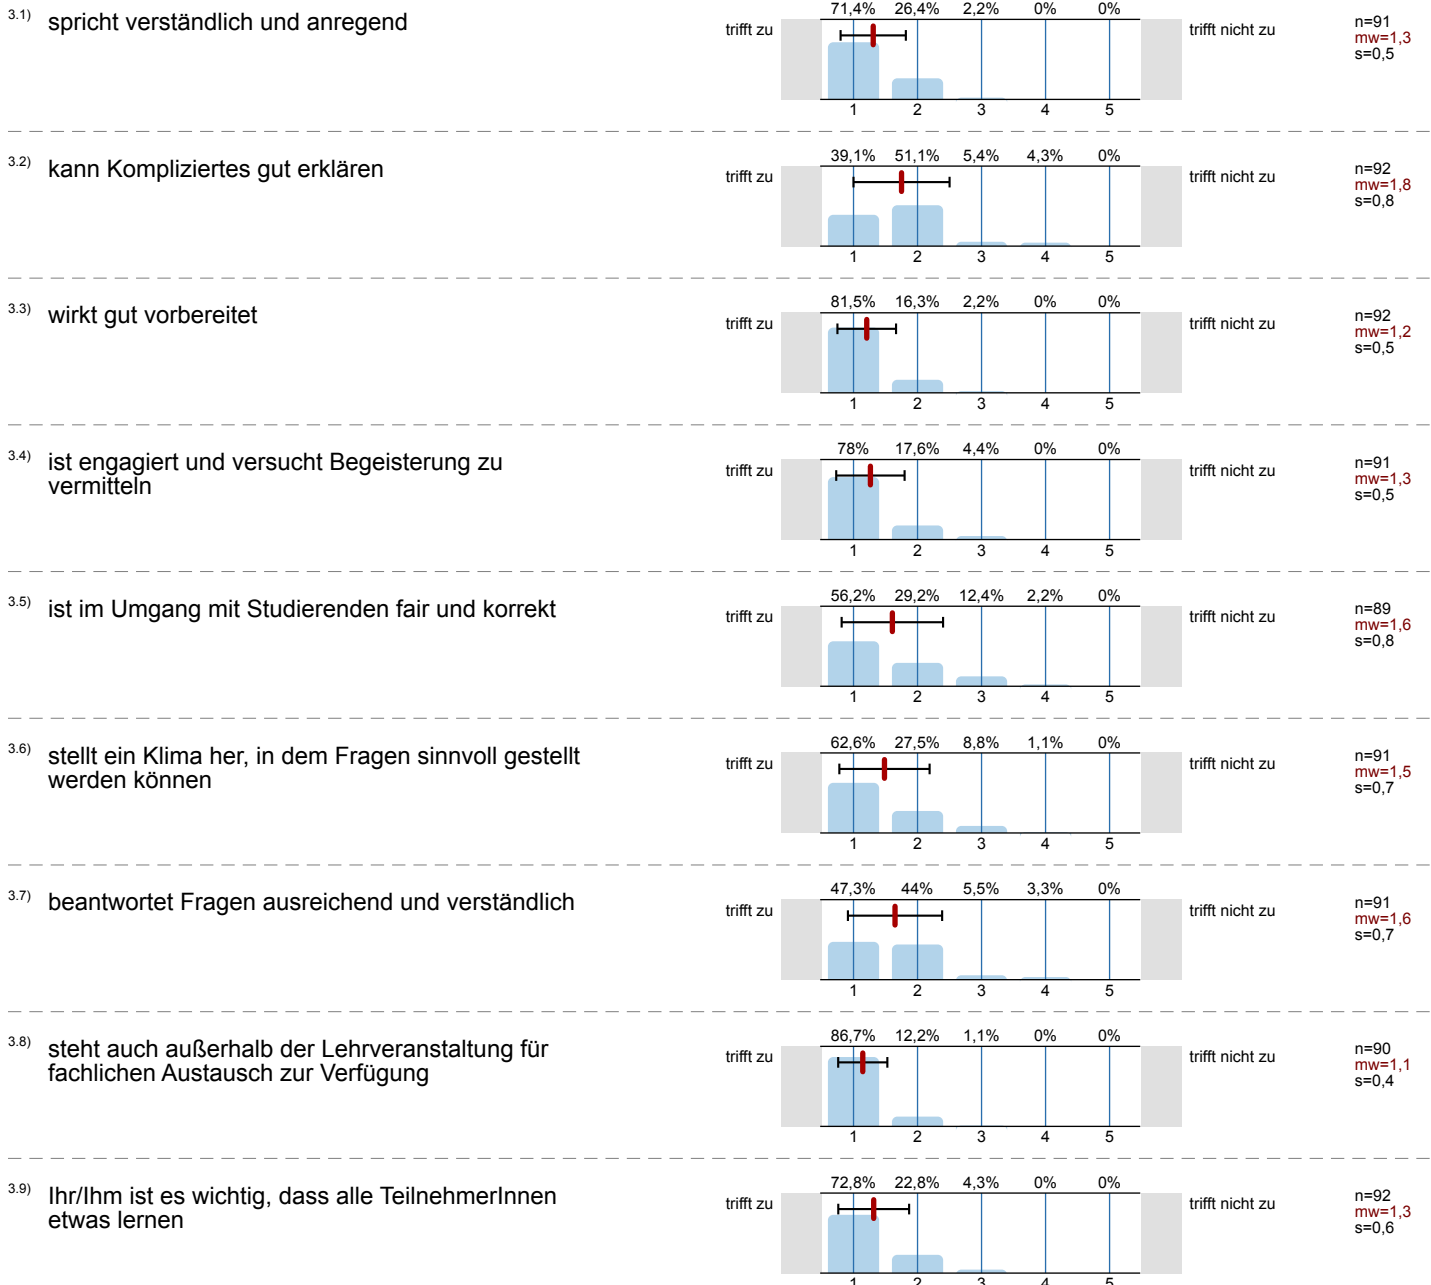 3.1) spricht verständlich und anregend
71,4% 26,4% 2,2% 0% 0%
trifft zu trifft nicht zu
n=91
mw=1,3
s=0,5
1 2 3 4 5
3.2) kann Kompliziertes gut erklären
39,1% 51,1% 5,4% 4,3% 0%
trifft zu trifft nicht zu
n=92
mw=1,8
s=0,8
1 2 3 4 5
3.3) wirkt gut vorbereitet
81,5% 16,3% 2,2% 0% 0%
trifft zu trifft nicht zu
n=92
mw=1,2
s=0,5
1 2 3 4 5
3.4) ist engagiert und versucht Begeisterung zu
vermitteln
78% 17,6% 4,4% 0% 0%
trifft zu trifft nicht zu
n=91
mw=1,3
s=0,5
1 2 3 4 5
3.5) ist im Umgang mit Studierenden fair und korrekt
56,2% 29,2% 12,4% 2,2% 0%
trifft zu trifft nicht zu
n=89
mw=1,6
s=0,8
1 2 3 4 5
3.6) stellt ein Klima her, in dem Fragen sinnvoll gestellt
werden können
62,6% 27,5% 8,8% 1,1% 0%
trifft zu trifft nicht zu
n=91
mw=1,5
s=0,7
1 2 3 4 5
3.7) beantwortet Fragen ausreichend und verständlich
47,3% 44% 5,5% 3,3% 0%
trifft zu trifft nicht zu
n=91
mw=1,6
s=0,7
1 2 3 4 5
3.8) steht auch außerhalb der Lehrveranstaltung für
fachlichen Austausch zur Verfügung
86,7% 12,2% 1,1% 0% 0%
trifft zu trifft nicht zu
n=90
mw=1,1
s=0,4
1 2 3 4 5
3.9) Ihr/Ihm ist es wichtig, dass alle TeilnehmerInnen
etwas lernen
72,8% 22,8% 4,3% 0% 0%
trifft zu trifft nicht zu
n=92
mw=1,3
s=0,6
1 2 3 4 5